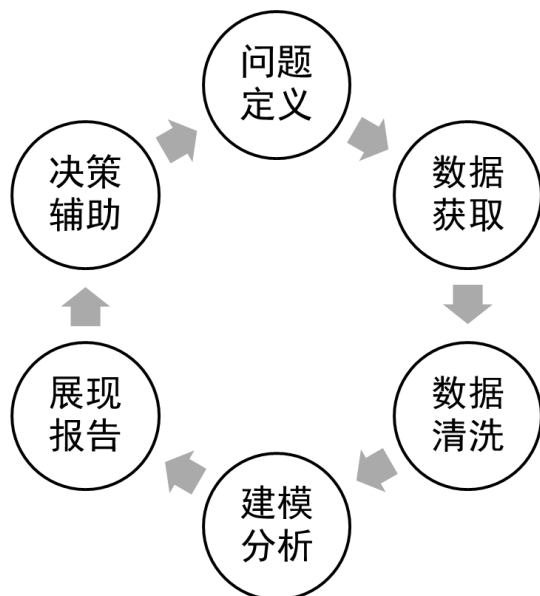 问题
定义
数据
获取
数据
清洗
建模
分析
展现
报告
决策
辅助